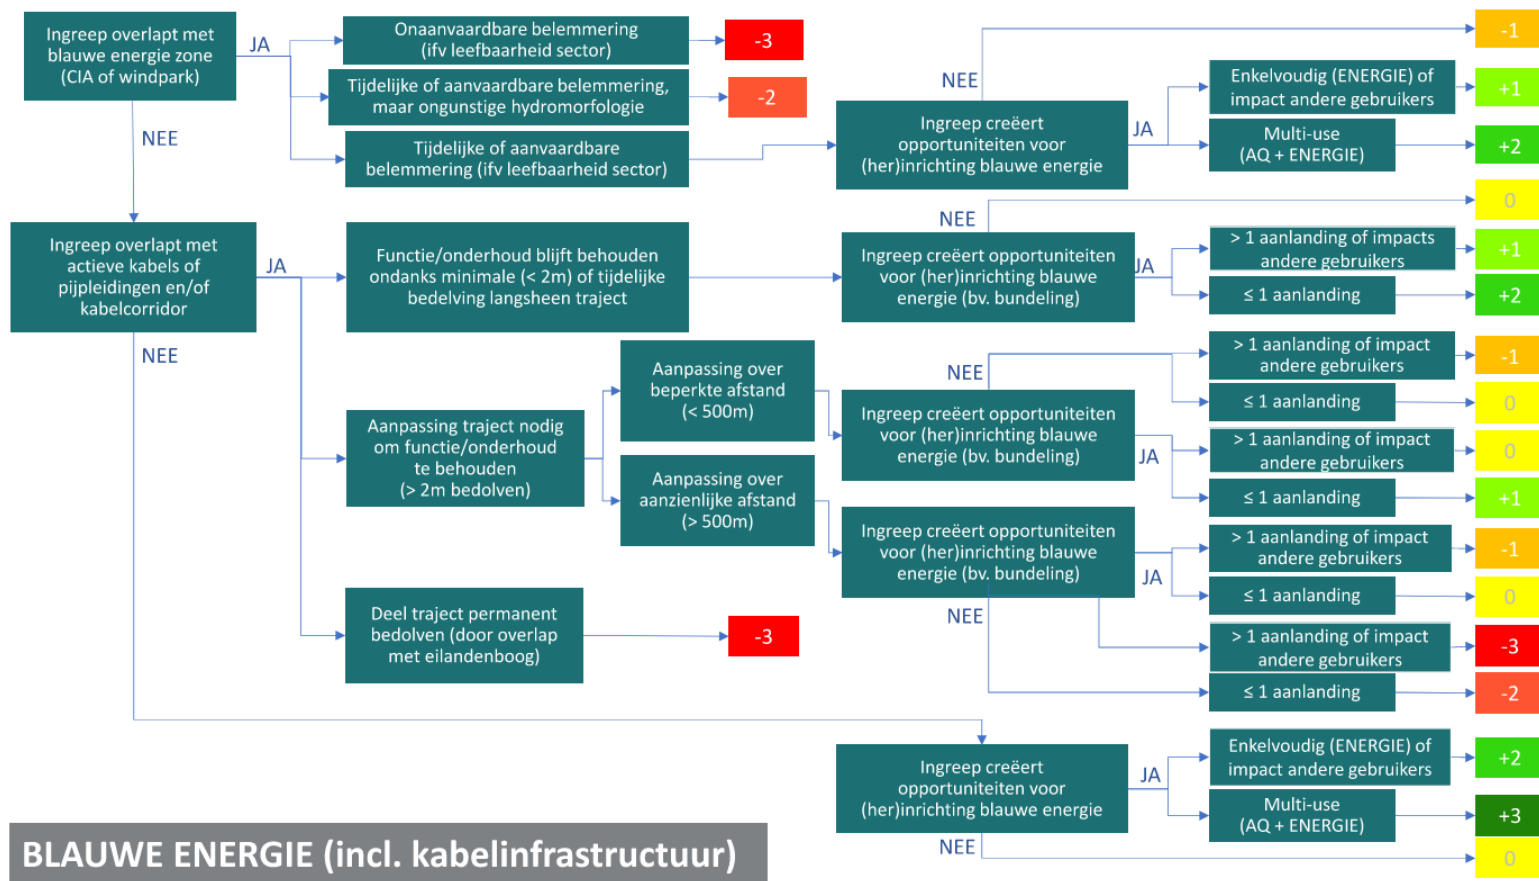 Ingreep overlapt met
blauwe energie zone
(CIA of windpark)
JA
NEE
Onaanvaardbare belemmering
(ifv leefbaarheid sector)
-3
Tijdelijke of aanvaardbare belemmering,
maar ongunstige hydromorfologie
-2
Tijdelijke of aanvaardbare
belemmering (ifv leefbaarheid sector)
Ingreep creëert
opportuniteiten voor
(her)inrichting blauwe energie
NEE
-1
JA
Enkelvoudig (ENERGIE) of
impact andere gebruikers
+1
Multi-use
(AQ + ENERGIE)
+2
Ingreep overlapt met
actieve kabels of
pijpleidingen en/of
kabelcorridor
JA
NEE
Functie/onderhoud blijft behouden
ondanks minimale (< 2m) of tijdelijke
bedelving langsheen traject
Ingreep creëert opportuniteiten
voor (her)inrichting blauwe
energie (bv. bundeling)
NEE
0
JA
> 1 aanlanding of impacts
andere gebruikers
+1
≤ 1 aanlanding
+2
Aanpassing traject nodig
om functie/onderhoud
te behouden
(> 2m bedolven)
Aanpassing over
beperkte afstand
(< 500m)
Ingreep creëert opportuniteiten
voor (her)inrichting blauwe
energie (bv. bundeling)
NEE
> 1 aanlanding of impact
andere gebruikers
-1
≤ 1 aanlanding
0
JA
> 1 aanlanding of impact
andere gebruikers
0
≤ 1 aanlanding
+1
Aanpassing over
aanzienlijke afstand
(> 500m)
Ingreep creëert opportuniteiten
voor (her)inrichting blauwe
energie (bv. bundeling)
JA
> 1 aanlanding of impact
andere gebruikers
-1
≤ 1 aanlanding
0
NEE
> 1 aanlanding of impact
andere gebruikers
-3
≤ 1 aanlanding
-2
Deel traject permanent
bedolven (door overlap
met eilandenboog)
-3
Ingreep creëert
opportuniteiten voor
(her)inrichting blauwe energie
JA
Enkelvoudig (ENERGIE) of
impact andere gebruikers
+2
Multi-use
(AQ + ENERGIE)
+3
NEE
0
BLAUWE ENERGIE (incl. kabelinfrastructuur)